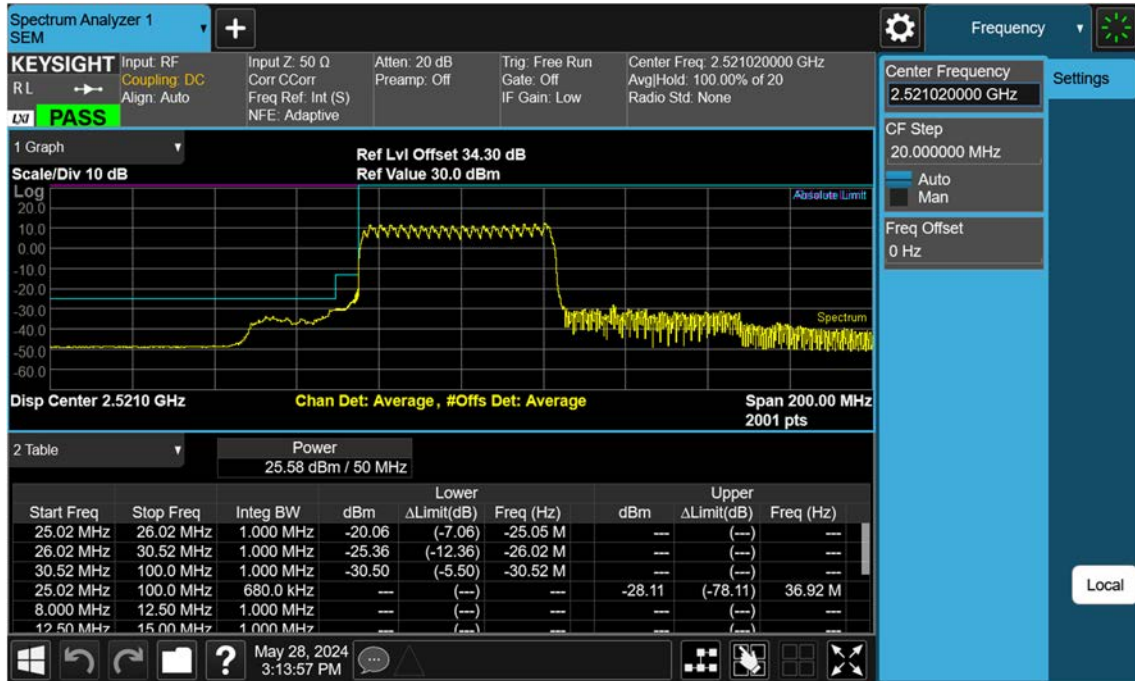 Spectrum Analyzer 1
SEM
+
Frequency
KEYSIGHT
R L
LXI
PASS
Input: RF
Coupling: DC
Align: Auto
Input Z: 50 Ω
Corr CCorr
Freq Ref: Int (S)
NFE: Adaptive
Atten: 20 dB
Preamp: Off
Trig: Free Run
Gate: Off
IF Gain: Low
Center Freq: 2.521020000 GHz
Avg|Hold: 100.00% of 20
Radio Std: None
Center Frequency
2.521020000 GHz
Settings
CF Step
20.000000 MHz
Auto
Man
Freq Offset
0 Hz
1 Graph
Ref Lvl Offset 34.30 dB
Scale/Div 10 dB
Ref Value 30.0 dBm
Log
Absolute Limit
20.0
10.0
0.00
-10.0
-20.0
-30.0
Spectrum
-40.0
-50.0
-60.0
Disp Center 2.5210 GHz
Chan Det: Average, #Offs Det: Average
Span 200.00 MHz
2001 pts
2 Table
Power
25.58 dBm / 50 MHz
Lower Upper
Start Freq Stop Freq Integ BW dBm ΔLimit(dB) Freq (Hz) dBm ΔLimit(dB) Freq (Hz)
25.02 MHz 26.02 MHz 1.000 MHz -20.06 (-7.06) -25.05 M --- (---) ---
26.02 MHz 30.52 MHz 1.000 MHz -25.36 (-12.36) -26.02 M --- (---) ---
30.52 MHz 100.0 MHz 1.000 MHz -30.50 (-5.50) -30.52 M --- (---) ---
25.02 MHz 100.0 MHz 680.0 kHz --- (---) --- -28.11 (-78.11) 36.92 M
8.000 MHz 12.50 MHz 1.000 MHz --- (---) --- --- (---) ---
12.50 MHz 15.00 MHz 1.000 MHz --- (---) --- --- (---) ---
Local
?
May 28, 2024
3:13:57 PM